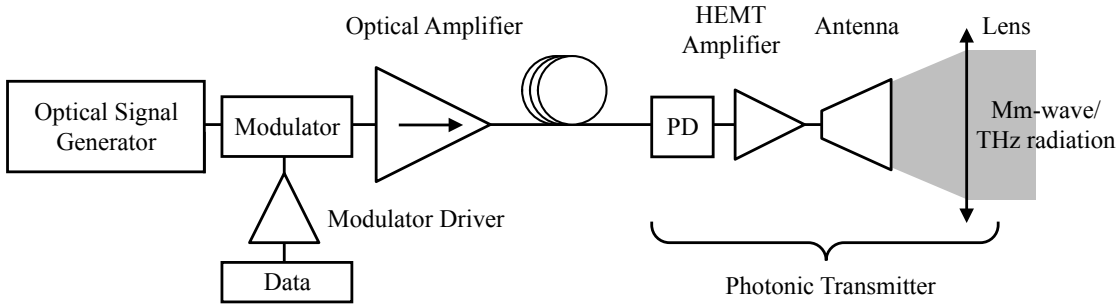 HEMT
Amplifier
Optical Amplifier
Antenna
Lens
Optical Signal
Generator
Modulator
PD
Mm-wave/
THz radiation
Modulator Driver
Data
Photonic Transmitter